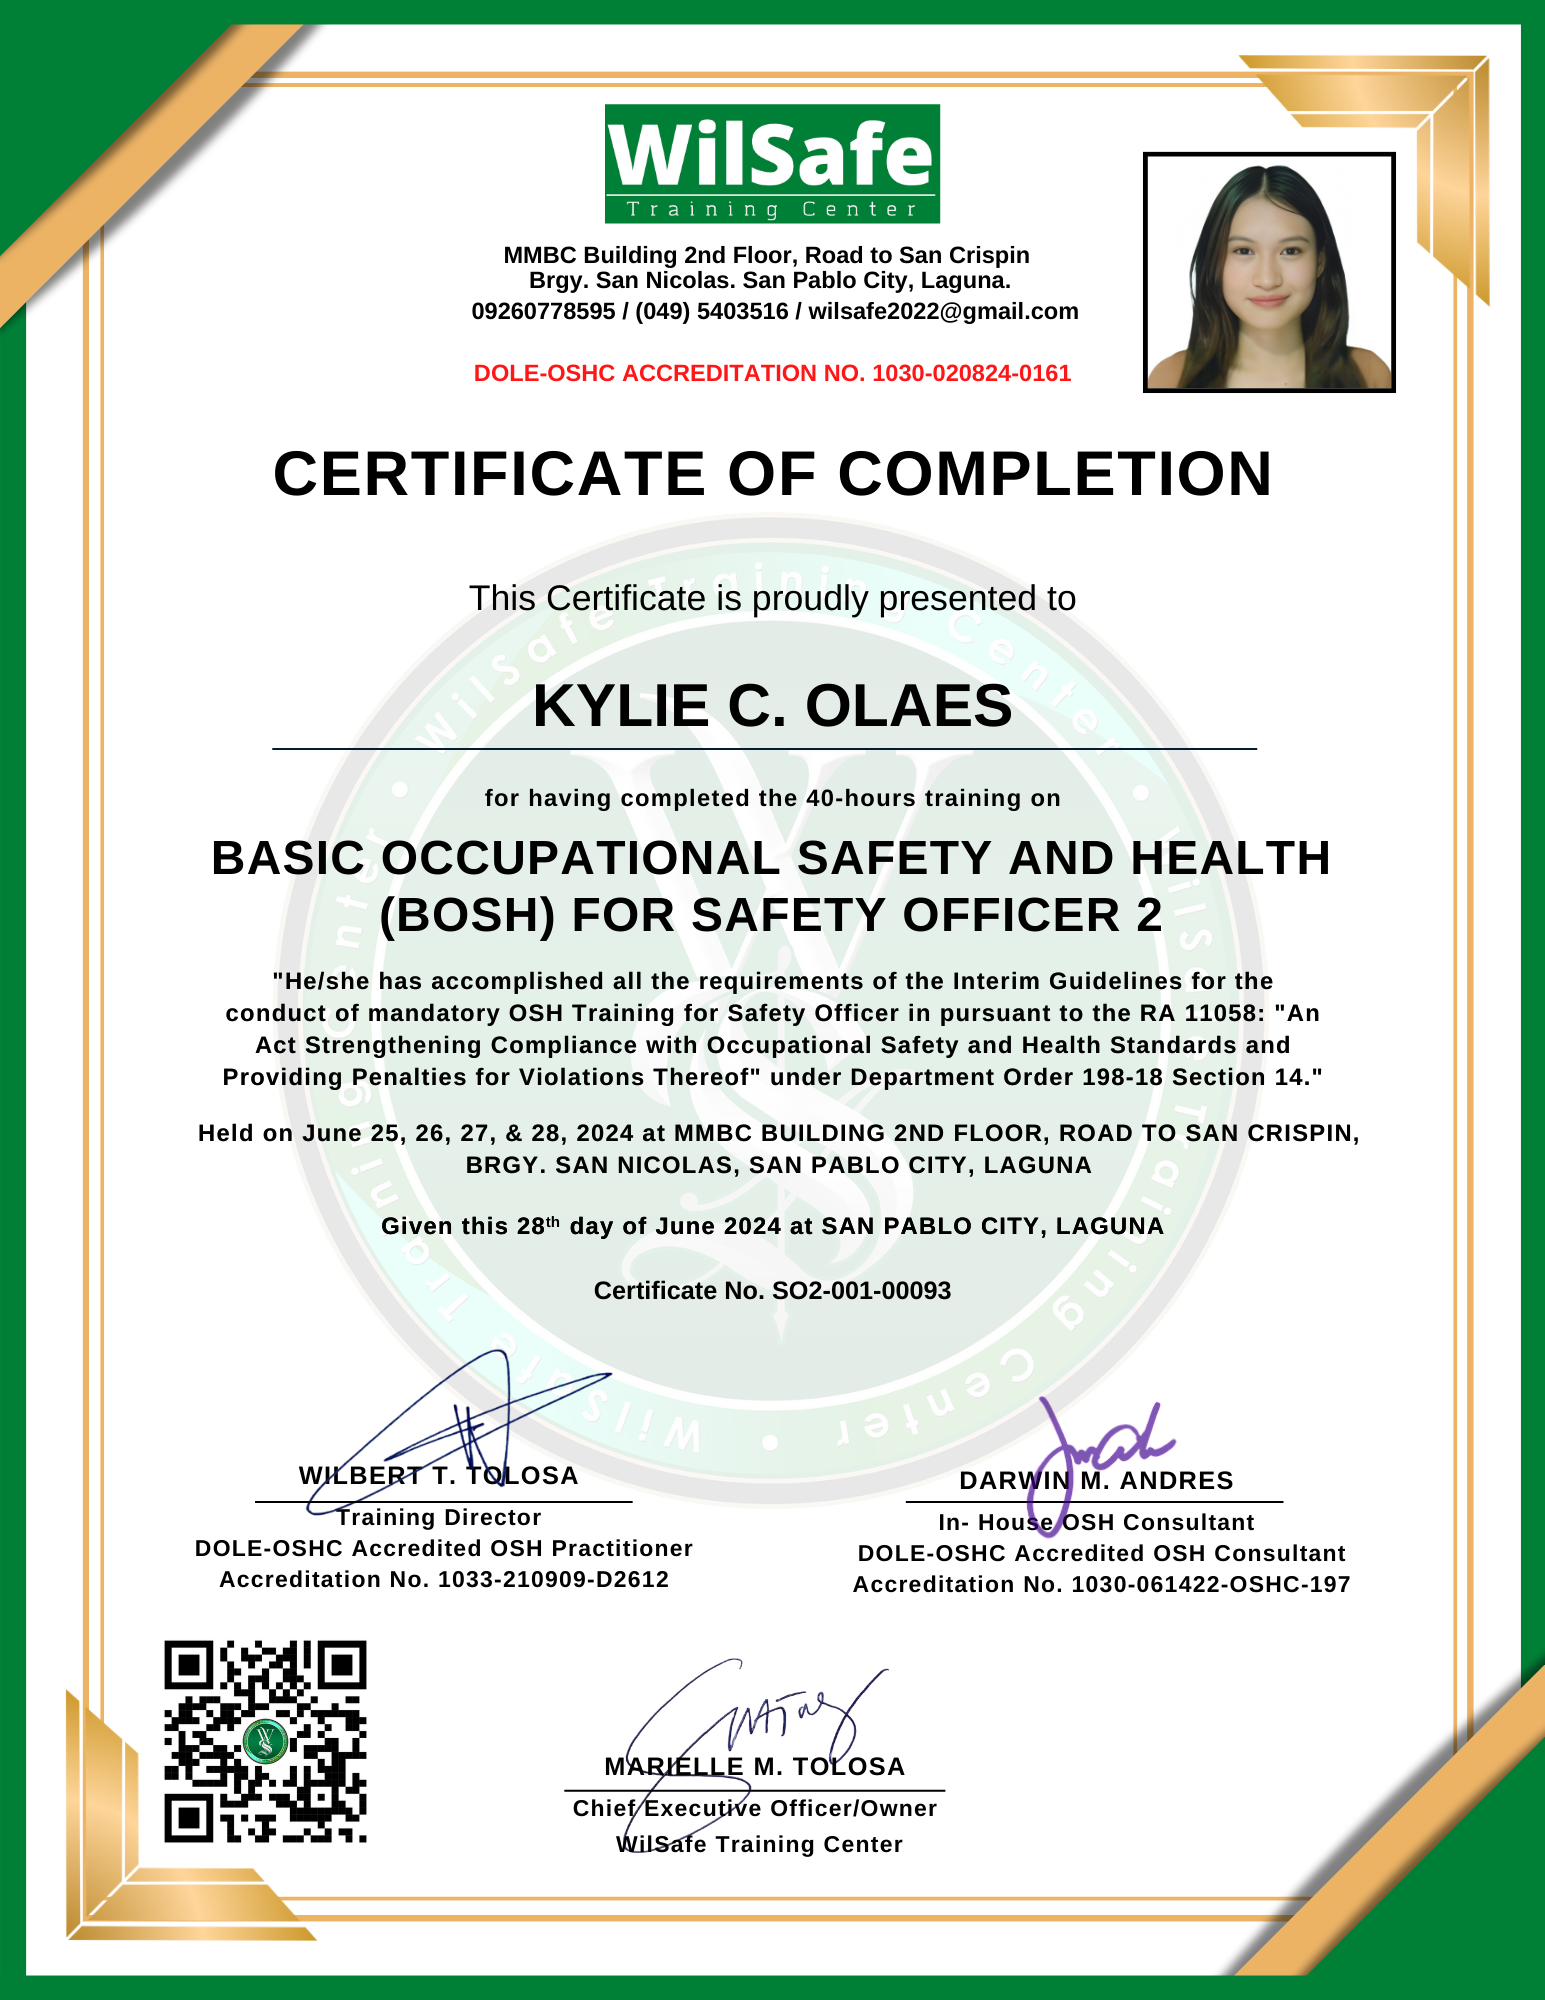 WilSafe
Training Center
MMBC Building 2nd Floor, Road to San Crispin
Brgy. San Nicolas. San Pablo City, Laguna.
09260778595 / (049) 5403516 / wilsafe2022@gmail.com
DOLE-OSHC ACCREDITATION NO. 1030-020824-0161
CERTIFICATE OF COMPLETION
This Certificate is proudly presented to
KYLIE C. OLAES
for having completed the 40-hours training on
BASIC OCCUPATIONAL SAFETY AND HEALTH
(BOSH) FOR SAFETY OFFICER 2
"He/she has accomplished all the requirements of the Interim Guidelines for the
conduct of mandatory OSH Training for Safety Officer in pursuant to the RA 11058: "An
Act Strengthening Compliance with Occupational Safety and Health Standards and
Providing Penalties for Violations Thereof" under Department Order 198-18 Section 14."
Held on June 25, 26, 27, & 28, 2024 at MMBC BUILDING 2ND FLOOR, ROAD TO SAN CRISPIN,
BRGY. SAN NICOLAS, SAN PABLO CITY, LAGUNA
Given this 28th day of June 2024 at SAN PABLO CITY, LAGUNA
Certificate No. SO2-001-00093
WILBERT T. TOLOSA
Training Director
DOLE-OSHC Accredited OSH Practitioner
Accreditation No. 1033-210909-D2612
DARWIN M. ANDRES
In- House OSH Consultant
DOLE-OSHC Accredited OSH Consultant
Accreditation No. 1030-061422-OSHC-197
MARIELLE M. TOLOSA
Chief Executive Officer/Owner
WilSafe Training Center
WilSafe Training Center • WilSafe Training Center • WilSafe Training Center •